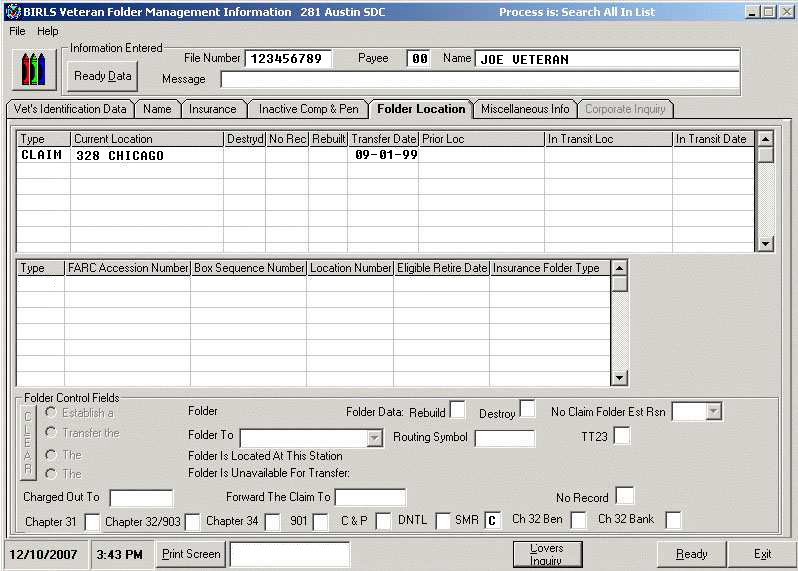 BIRLS Veteran Folder Management Information 281 Austin SDC Process is: Search All In List
File Help
Information Entered
File Number 123456789 Payee 00 Name JOE VETERAN
Ready Data
Message
Vet's Identification Data Name Insurance Inactive Comp & Pen Folder Location Miscellaneous Info Corporate Inquiry
Type Current Location Destryd No Rec Rebuilt Transfer Date Prior Loc In Transit Loc In Transit Date
CLAIM 328 CHICAGO 09-01-99
Type FARC Accession Number Box Sequence Number Location Number Eligible Retire Date Insurance Folder Type
Folder Control Fields
CLEAR
Establish a Folder Folder Data: Rebuild Destroy No Claim Folder Est Rsn
Transfer the Folder To Routing Symbol TT23
The Folder Is Located At This Station
The Folder Is Unavailable For Transfer:
Charged Out To Forward The Claim To No Record
Chapter 31 Chapter 32/903 Chapter 34 901 C & P DNTL SMR C Ch 32 Ben Ch 32 Bank
12/10/2007 3:43 PM Print Screen Covers Inquiry Ready Exit